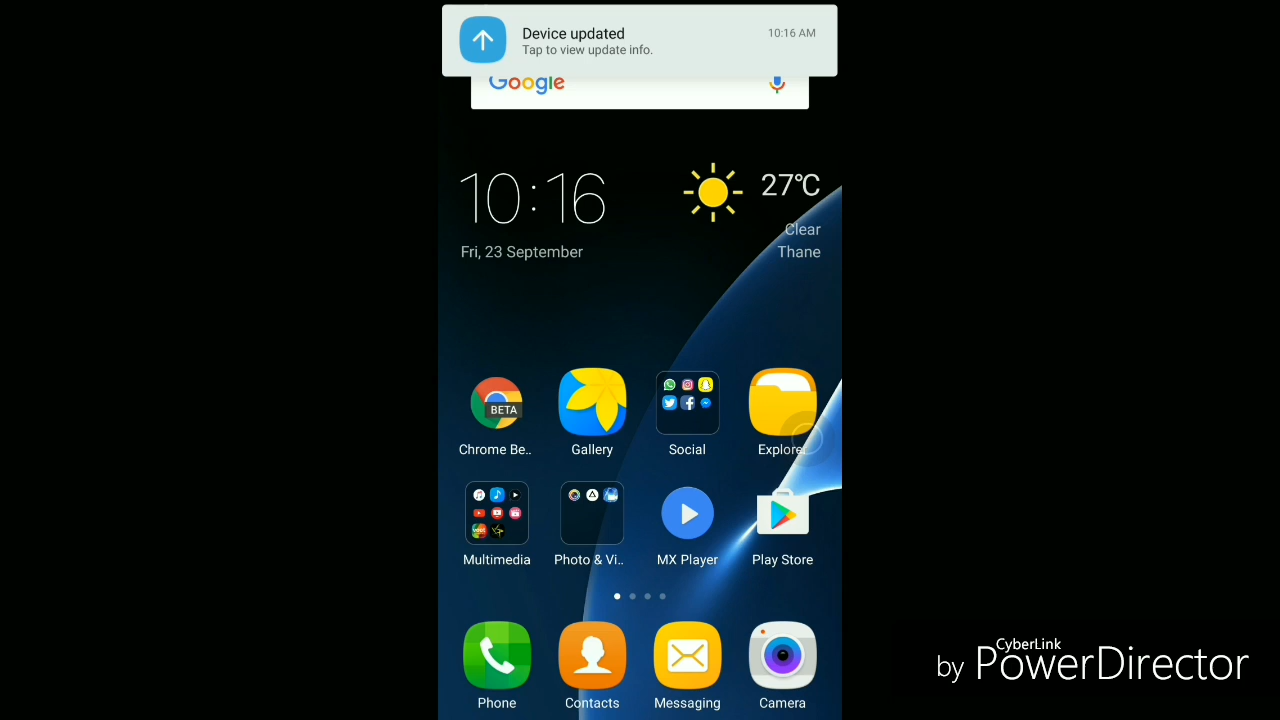 Device updated
10:16 AM
Tap to view update info.
Google
10:16
27°C
Clear
Fri, 23 September
Thane
BETA
Chrome Be..
Gallery
Social
Explorer
Multimedia
Photo & Vi..
MX Player
Play Store
Phone
Contacts
Messaging
Camera
CyberLink
by PowerDirector